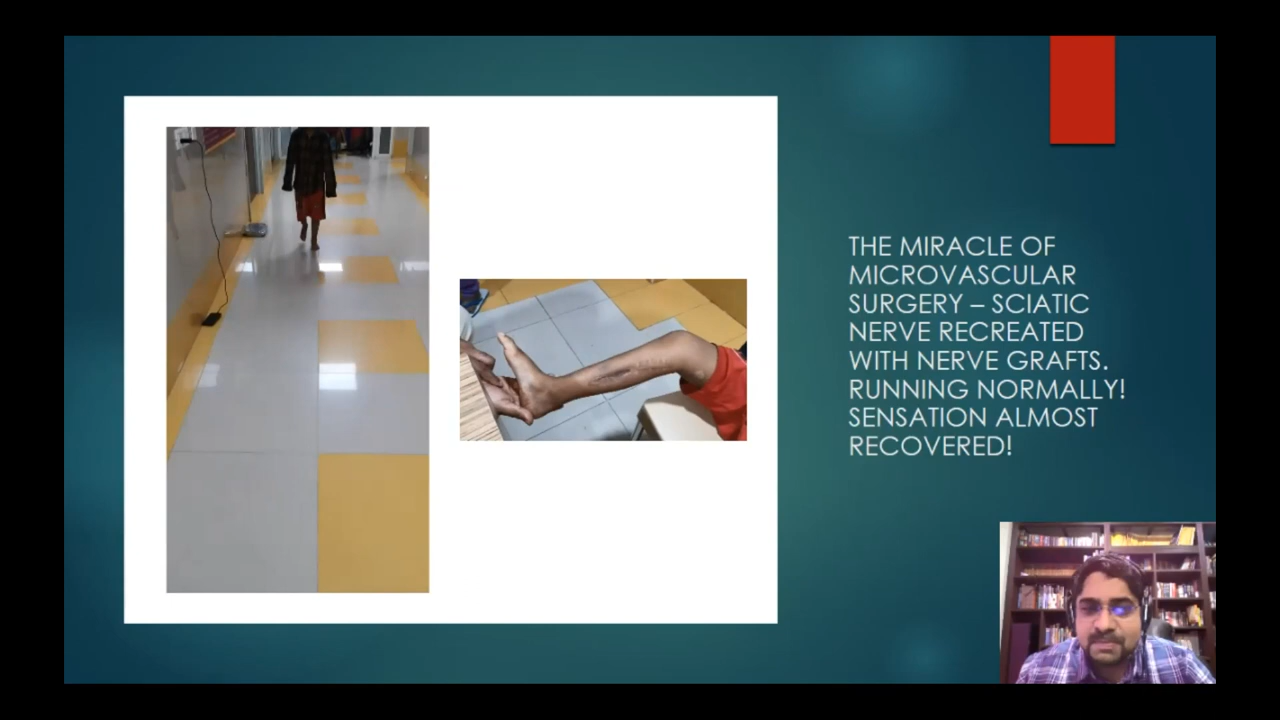 THE MIRACLE OF
MICROVASCULAR
SURGERY – SCIATIC
NERVE RECREATED
WITH NERVE GRAFTS.
RUNNING NORMALLY!
SENSATION ALMOST
RECOVERED!